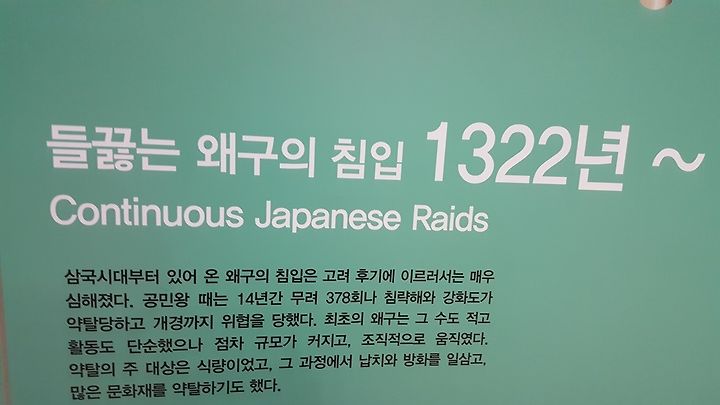 들끓는 왜구의 침입 1322년 ~
Continuous Japanese Raids
삼국시대부터 있어 온 왜구의 침입은 고려 후기에 이르러서는 매우
심해졌다. 공민왕 때는 14년간 무려 378회나 침략해와 강화도가
약탈당하고 개경까지 위협을 당했다. 최초의 왜구는 그 수도 적고
활동도 단순했으나 점차 규모가 커지고, 조직적으로 움직였다.
약탈의 주 대상은 식량이었고, 그 과정에서 납치와 방화를 일삼고,
많은 문화재를 약탈하기도 했다.